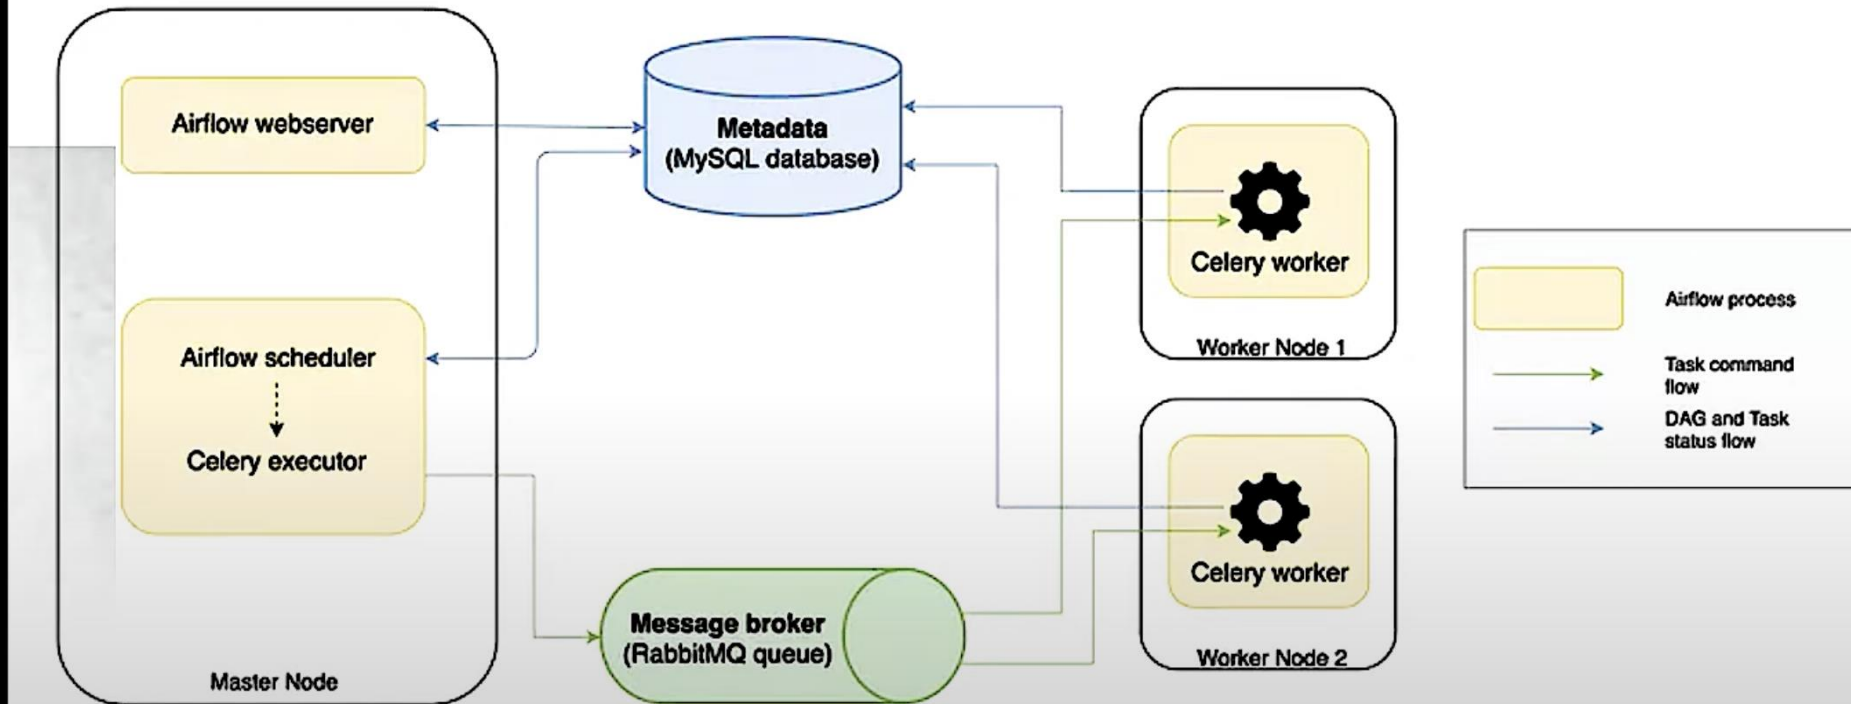 Airflow webserver
Airflow scheduler
Celery executor
Master Node
Metadata
(MySQL database)
Message broker
(RabbitMQ queue)
Celery worker
Worker Node 1
Celery worker
Worker Node 2
Airflow process
Task command
flow
DAG and Task
status flow